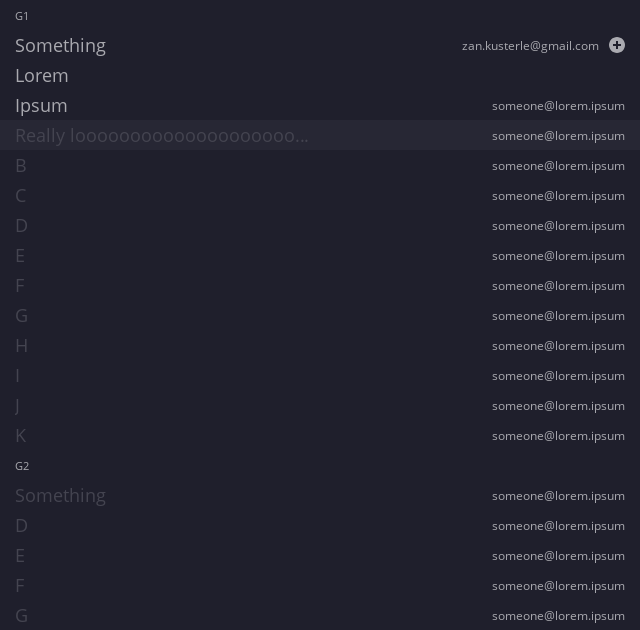 G1
Something zan.kusterle@gmail.com
Lorem
Ipsum someone@lorem.ipsum
Really loooooooooooooooooooo... someone@lorem.ipsum
B someone@lorem.ipsum
C someone@lorem.ipsum
D someone@lorem.ipsum
E someone@lorem.ipsum
F someone@lorem.ipsum
G someone@lorem.ipsum
H someone@lorem.ipsum
I someone@lorem.ipsum
J someone@lorem.ipsum
K someone@lorem.ipsum
G2
Something someone@lorem.ipsum
D someone@lorem.ipsum
E someone@lorem.ipsum
F someone@lorem.ipsum
G someone@lorem.ipsum